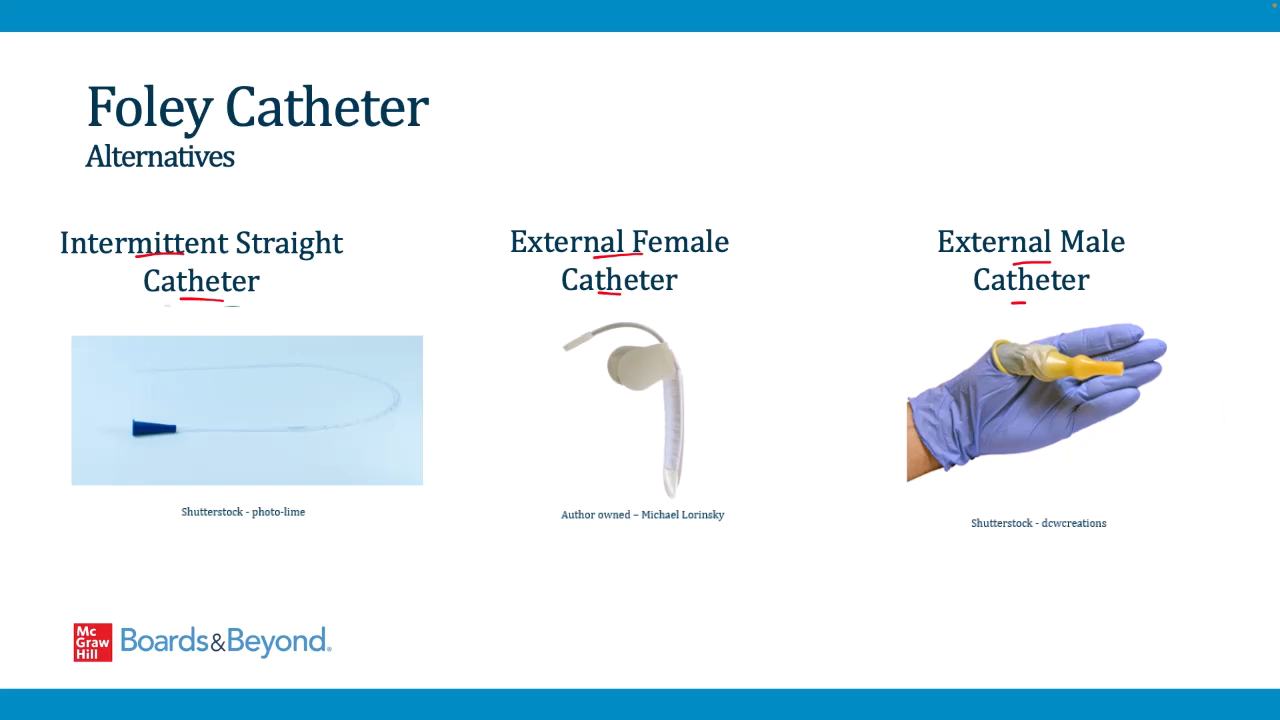 Foley Catheter
Alternatives
Intermittent Straight
Catheter
External Female
Catheter
External Male
Catheter
Shutterstock - photo-lime
Author owned – Michael Lorinsky
Shutterstock - dcwcreations
Mc
Graw
Hill
Boards&Beyond®